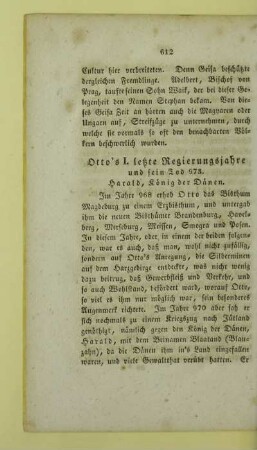 612
Cultur hier verbreiteten. Denn Geisa beschützte
dergleichen Fremdlinge. Adelbert, Bischof von
Prag, taufte seinen Sohn Waik, der bei dieser Ge-
legenheit den Namen Stephan bekam. Von die-
ses Geisa Zeit an hörten auch die Magyaren oder
Ungarn auf, Streifzüge zu unternehmen, durch
welche sie vormals so oft den benachbarten Völ-
kern beschwerlich wurden.
Otto's I. letzte Regierungsjahre
und sein Tod 973.
Harald, König der Dänen.
Im Jahre 968 erhob Otto das Bisthum
Magdeburg zu einem Erzbisthum, und unterge-
ab ihm die neuen Bischümer Brandenburg, Havel-
berg, Merseburg, Meissen, Smogra und Posen.
In diesem Jahre, oder in einem der beiden folgen-
den, war es auch, daß man, wohl nicht zufällig,
sondern auf Otto's Anregung, die Silberminen
auf dem Harzgebirg entdeckte, was nicht wenig
dazu beitrug, daß Gewerbsfleiß und Verkehr, und
so auch Wohlstand, befördert ward, worauf Otto,
so viel es ihm nur möglich war, sein besonderes
Augenmerk richtete. Im Jahre 970 oder sah er
sich nochmals zu einem Kriegszug nach Jütland
genöthigt, nämlich gegen den König der Dänen,
Harald, mit dem Beinamen Blaatand (Blau-
zahn), da die Dänen ihm in's Land eingefallen
waren, und viele Gewaltthat verübt hatten. Er